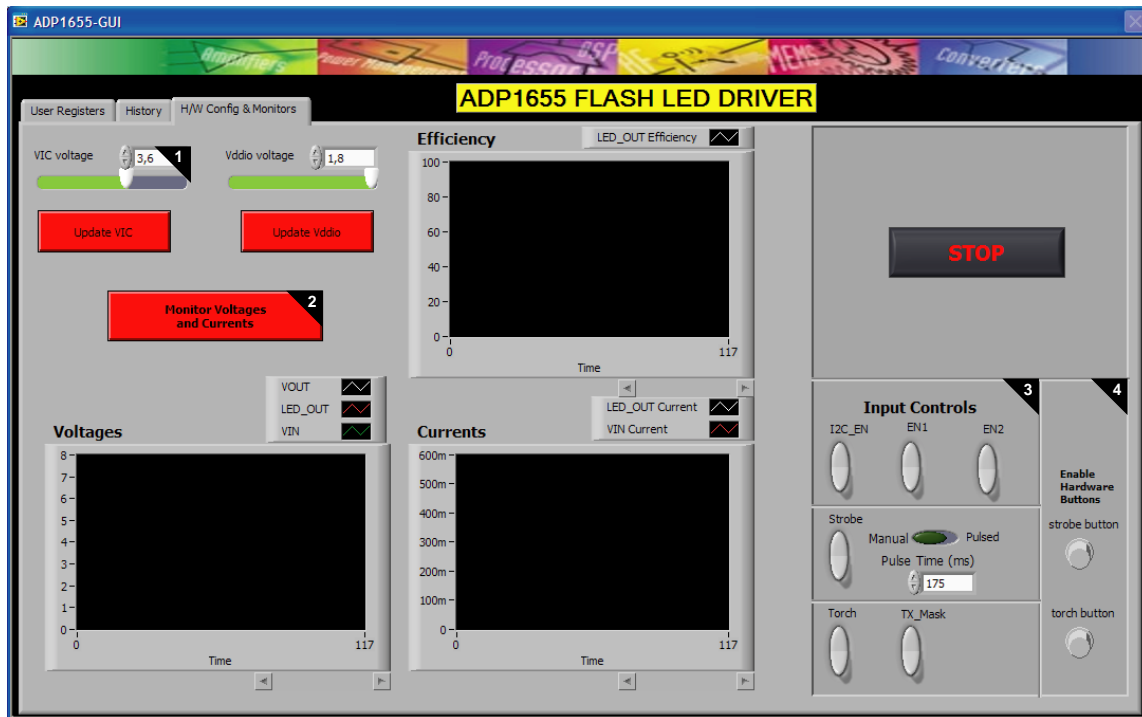 ADP1655-GUI
Amplifiers Power Management Processor DSP RF MEMS Converters
ADP1655 FLASH LED DRIVER
User Registers History H/W Config & Monitors
VIC voltage 3,6 1
Vddio voltage 1,8
Update VIC Update Vddio
Monitor Voltages
and Currents
2
Efficiency LED_OUT Efficiency
100
80
60
40
20
0
0 117
Time
STOP
VOUT
LED_OUT
VIN
Voltages
8
7
6
5
4
3
2
1
0
0 117
Time
LED_OUT Current
VIN Current
Currents
600m
500m
400m
300m
200m
100m
0
0 117
Time
3
Input Controls
I2C_EN EN1 EN2
Strobe
Manual Pulsed
Pulse Time (ms)
175
Torch TX_Mask
4
Enable
Hardware
Buttons
strobe button
torch button